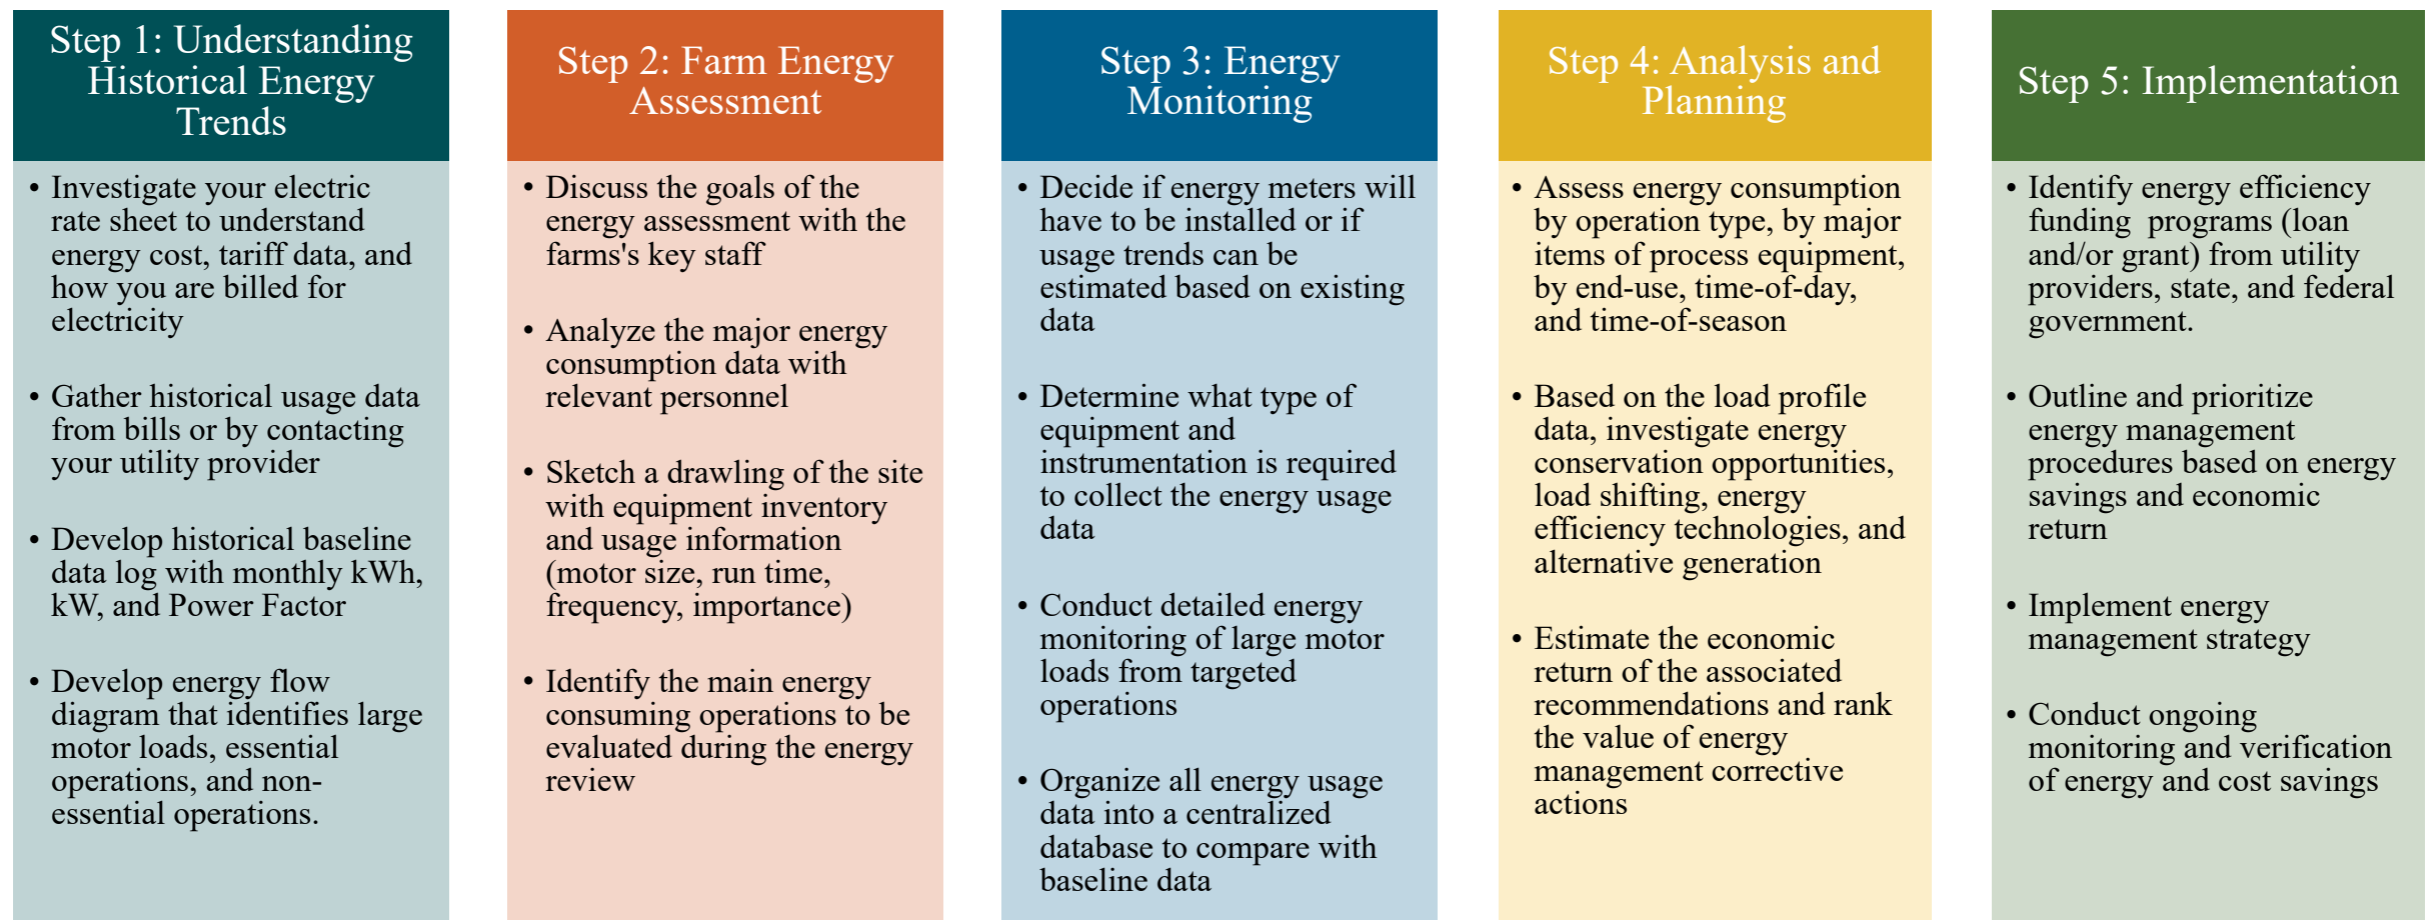 Step 1: Understanding
Historical Energy
Trends
• Investigate your electric
rate sheet to understand
energy cost, tariff data, and
how you are billed for
electricity
• Gather historical usage data
from bills or by contacting
your utility provider
• Develop historical baseline
data log with monthly kWh,
kW, and Power Factor
• Develop energy flow
diagram that identifies large
motor loads, essential
operations, and non-
essential operations.
Step 2: Farm Energy
Assessment
• Discuss the goals of the
energy assessment with the
farms's key staff
• Analyze the major energy
consumption data with
relevant personnel
• Sketch a drawling of the site
with equipment inventory
and usage information
(motor size, run time,
frequency, importance)
• Identify the main energy
consuming operations to be
evaluated during the energy
review
Step 3: Energy
Monitoring
• Decide if energy meters will
have to be installed or if
usage trends can be
estimated based on existing
data
• Determine what type of
equipment and
instrumentation is required
to collect the energy usage
data
• Conduct detailed energy
monitoring of large motor
loads from targeted
operations
• Organize all energy usage
data into a centralized
database to compare with
baseline data
Step 4: Analysis and
Planning
• Assess energy consumption
by operation type, by major
items of process equipment,
by end-use, time-of-day,
and time-of-season
• Based on the load profile
data, investigate energy
conservation opportunities,
load shifting, energy
efficiency technologies, and
alternative generation
• Estimate the economic
return of the associated
recommendations and rank
the value of energy
management corrective
actions
Step 5: Implementation
• Identify energy efficiency
funding  programs (loan
and/or grant) from utility
providers, state, and federal
government.
• Outline and prioritize
energy management
procedures based on energy
savings and economic
return
• Implement energy
management strategy
• Conduct ongoing
monitoring and verification
of energy and cost savings